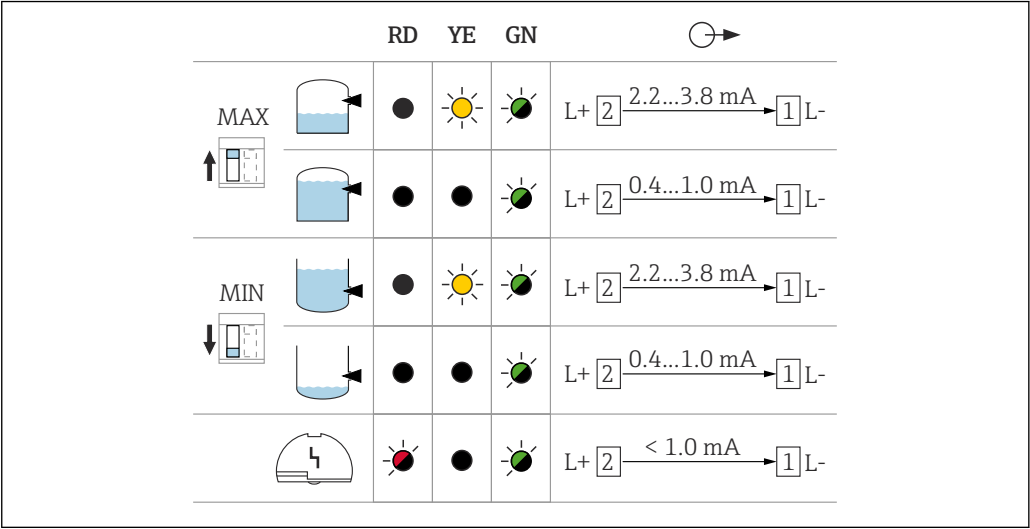 RD YE GN
MAX
L+ 2 2.2...3.8 mA 1 L-
L+ 2 0.4...1.0 mA 1 L-
MIN
L+ 2 2.2...3.8 mA 1 L-
L+ 2 0.4...1.0 mA 1 L-
L+ 2 < 1.0 mA 1 L-